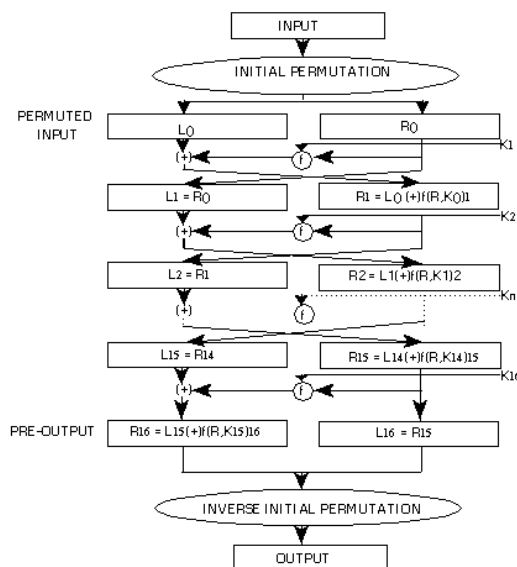 INPUT
INITIAL PERMUTATION
PERMUTED
INPUT
L0
R0
K1
(+)
f
L1 = R0
R1 = L0 (+)f(R,K0)1
K2
(+)
f
L2 = R1
R2 = L1(+)f(R,K1)2
Kn
(+)
f
L15 = R14
R15 = L14(+)f(R,K14)15
K16
(+)
f
PRE-OUTPUT
R16 = L15(+)f(R,K15)16
L16 = R15
INVERSE INITIAL PERMUTATION
OUTPUT